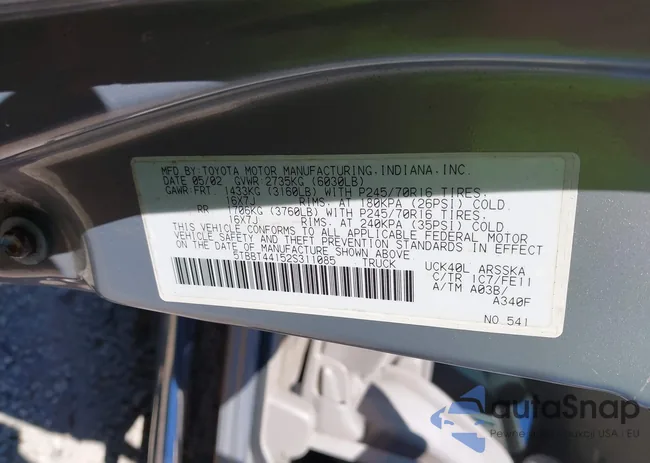 MFD.BY:TOYOTA MOTOR MANUFACTURING,INDIANA,INC.
DATE 05/02 GVWR 2735KG (6030LB)
GAWR:FRT 1433KG (3160LB) WITH P245/70R16 TIRES,
16X7J RIMS, AT 180KPA (26PSI) COLD.
RR 1706KG (3760LB) WITH P245/70R16 TIRES,
16X7J RIMS, AT 240KPA (35PSI) COLD.
THIS VEHICLE CONFORMS TO ALL APPLICABLE FEDERAL MOTOR
VEHICLE SAFETY AND THEFT PREVENTION STANDARDS IN EFFECT
ON THE DATE OF MANUFACTURE SHOWN ABOVE.
5TBBT44152S311085 TRUCK
UCK40L ARSSKA
C/TR 1C7/FE11
A/TM A03B/
A340F
NO.541
autaSnap